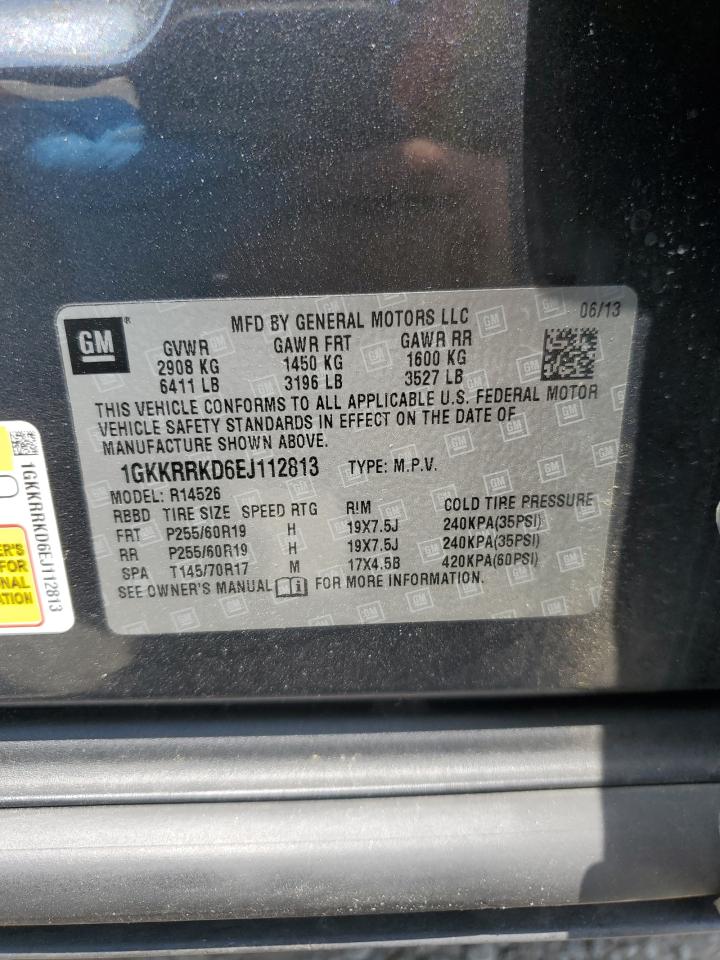 GM
MFD BY GENERAL MOTORS LLC 06/13
GVWR GAWR FRT GAWR RR
2908 KG 1450 KG 1600 KG
6411 LB 3196 LB 3527 LB
THIS VEHICLE CONFORMS TO ALL APPLICABLE U.S. FEDERAL MOTOR
VEHICLE SAFETY STANDARDS IN EFFECT ON THE DATE OF
MANUFACTURE SHOWN ABOVE.
1GKKRRKD6EJ112813 TYPE: M.P.V.
MODEL: R14526
RBBD TIRE SIZE SPEED RTG RIM COLD TIRE PRESSURE
FRT P255/60R19 H 19X7.5J 240KPA(35PSI)
RR P255/60R19 H 19X7.5J 240KPA(35PSI)
SPA T145/70R17 M 17X4.5B 420KPA(60PSI)
SEE OWNER'S MANUAL i FOR MORE INFORMATION.
1GKKRRKD6EJ112813
FOR